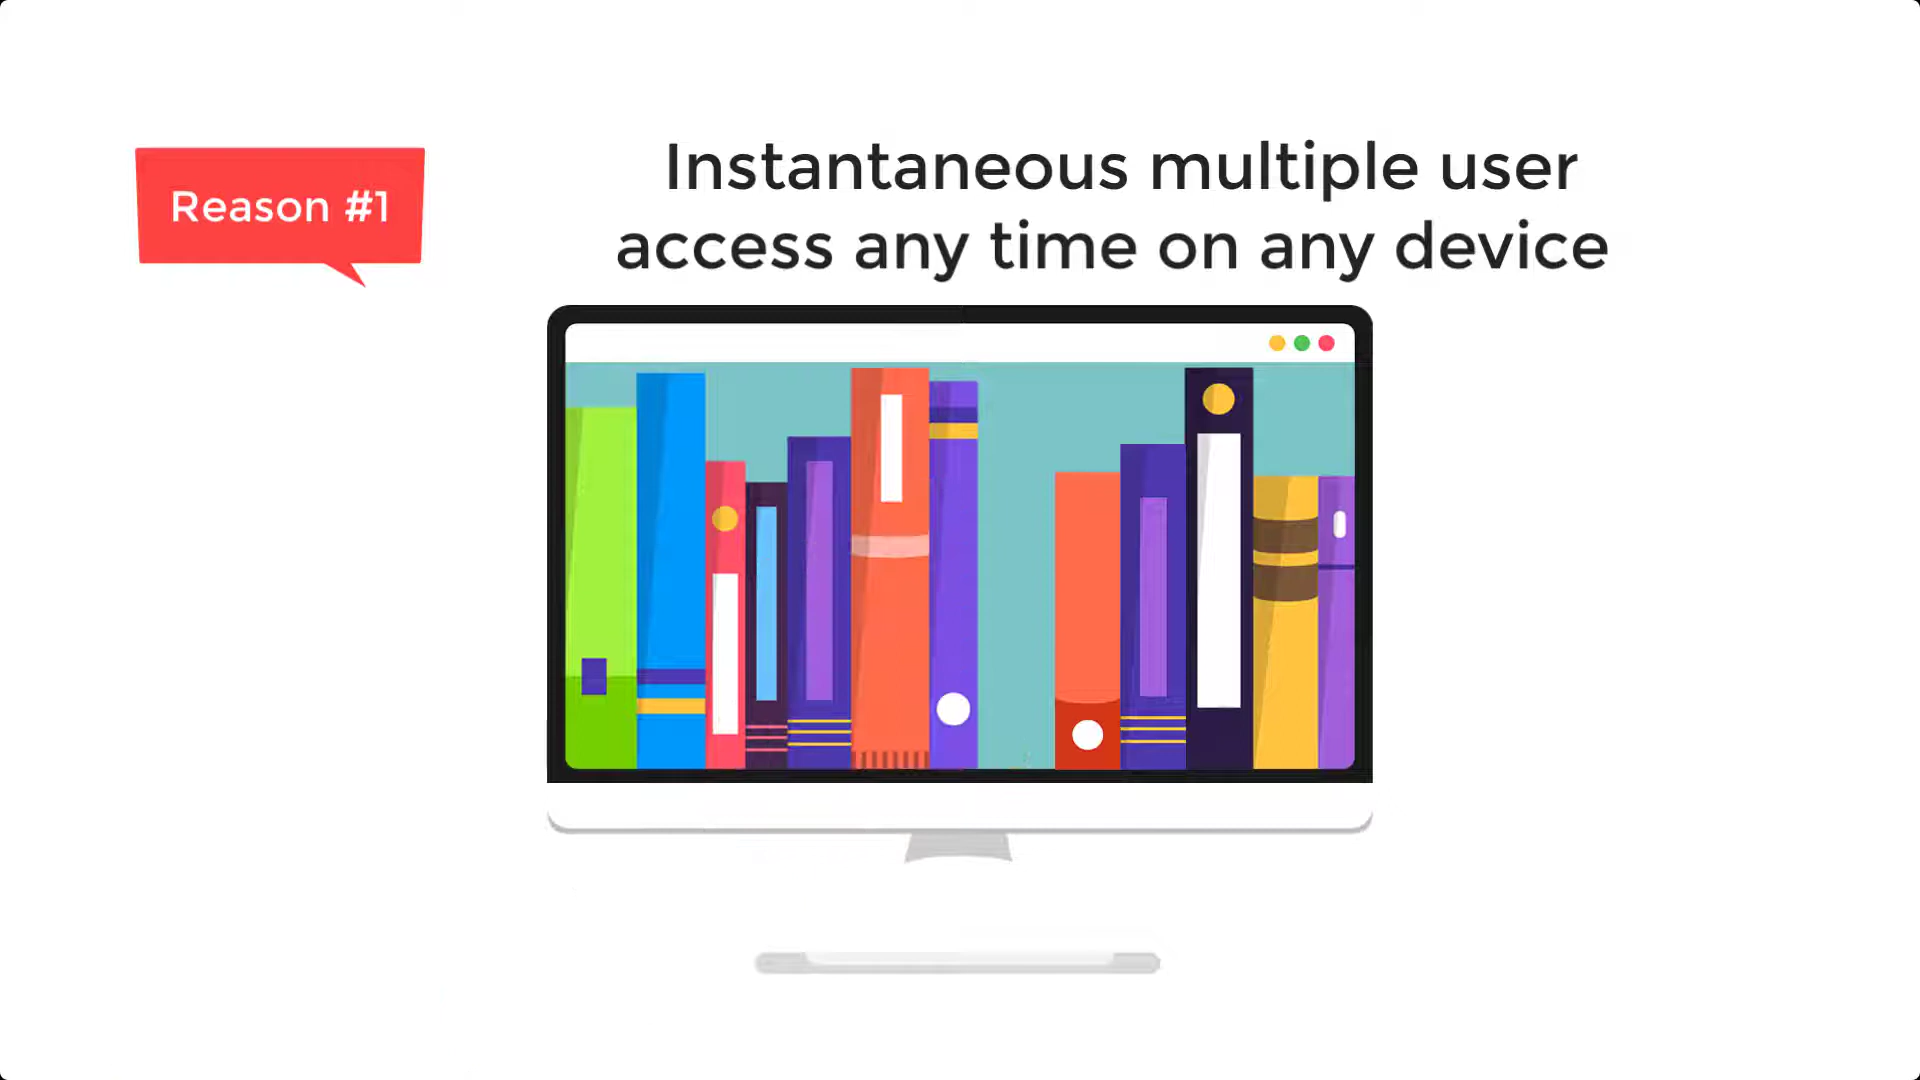 Reason #1
Instantaneous multiple user
access any time on any device